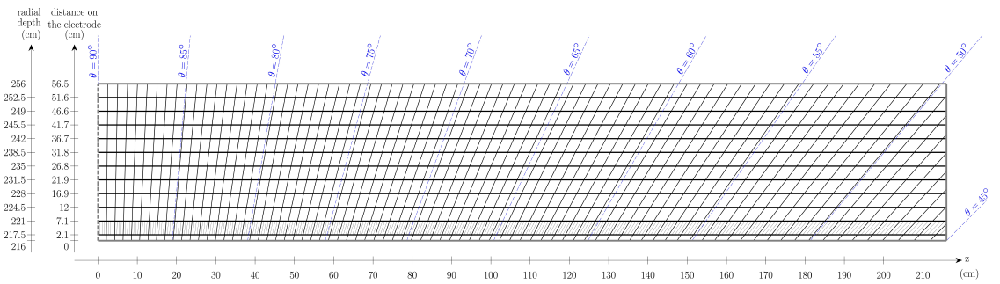 radial
depth
(cm)
distance on
the electrode
(cm)
θ = 90°
θ = 85°
θ = 80°
θ = 75°
θ = 70°
θ = 65°
θ = 60°
θ = 55°
θ = 50°
θ = 45°
256 56.5
252.5 51.6
249 46.6
245.5 41.7
242 36.7
238.5 31.8
235 26.8
231.5 21.9
228 16.9
224.5 12
221 7.1
217.5 2.1
216 0
z
(cm)
0 10 20 30 40 50 60 70 80 90 100 110 120 130 140 150 160 170 180 190 200 210